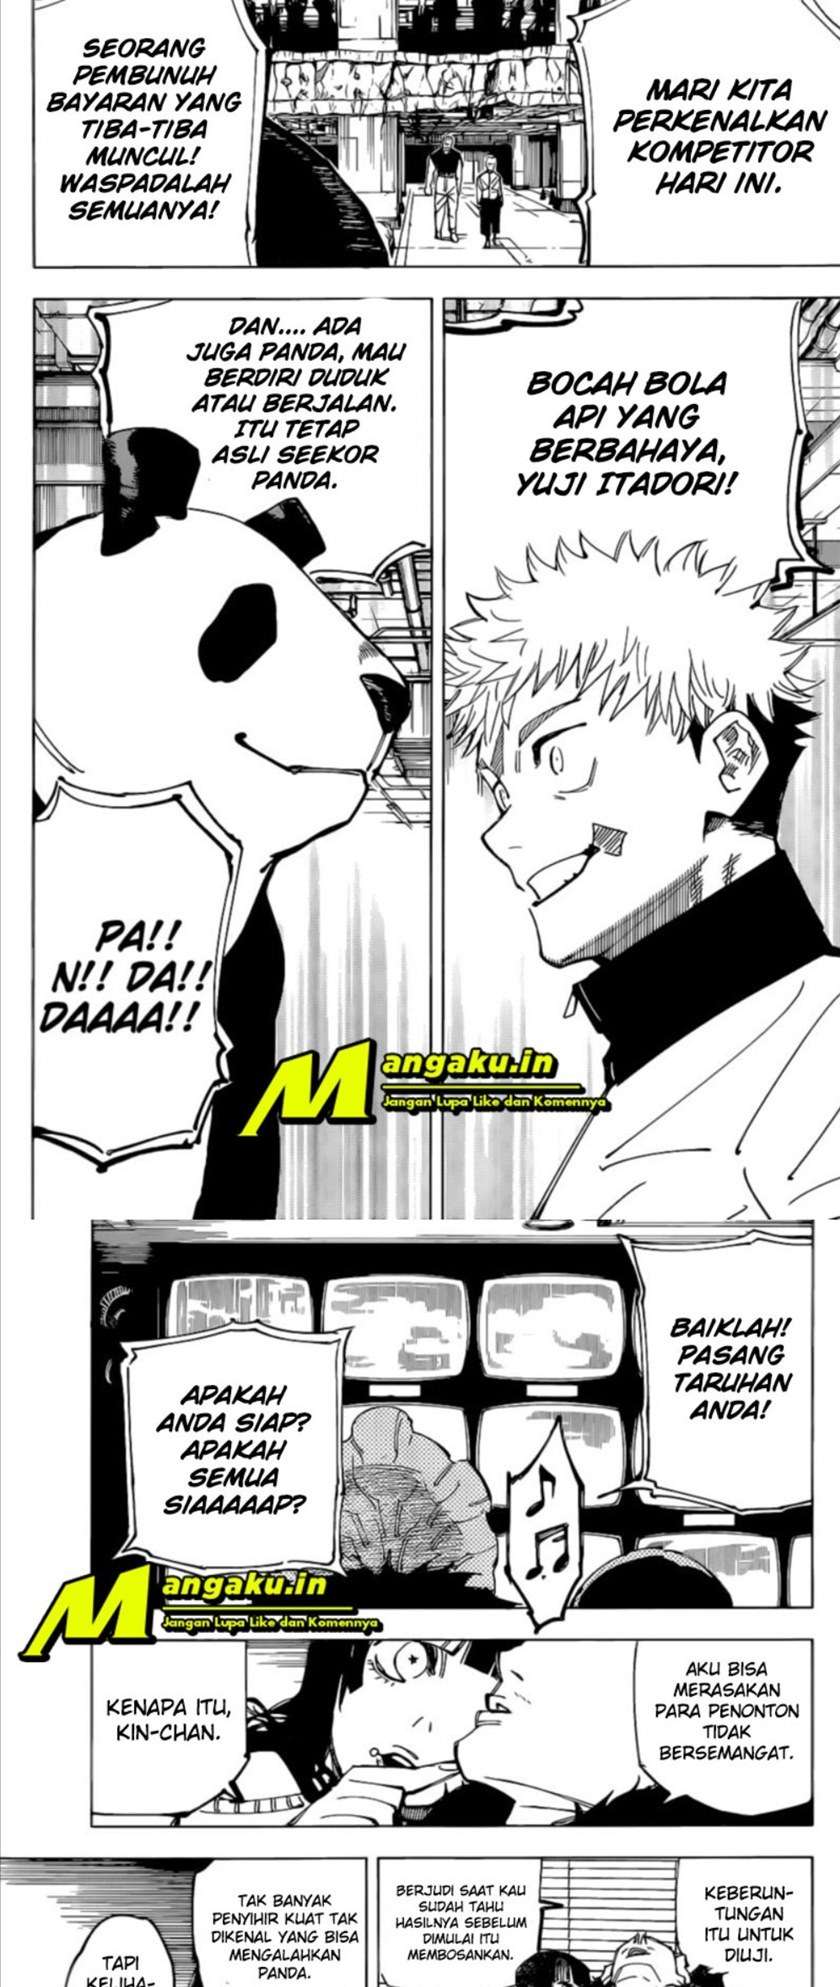 MARI KITA
PERKENALKAN
KOMPETITOR
HARI INI.
SEORANG
PEMBUNUH
BAYARAN YANG
TIBA-TIBA
MUNCUL!
WASPADALAH
SEMUANYA!
BOCAH BOLA
API YANG
BERBAHAYA,
YUJI ITADORI!
DAN.... ADA
JUGA PANDA, MAU
BERDIRI DUDUK
ATAU BERJALAN.
ITU TETAP
ASLI SEEKOR
PANDA.
PA!!
N!! DA!!
DAAAA!!
Mangaku.in
Jangan Lupa Like dan Komennya
BAIKLAH!
PASANG
TARUHAN
ANDA!
APAKAH
ANDA SIAP?
APAKAH
SEMUA
SIAAAAAP?
Mangaku.in
Jangan Lupa Like dan Komennya
AKU BISA
MERASAKAN
PARA PENONTON
TIDAK
BERSEMANGAT.
KENAPA ITU,
KIN-CHAN.
KEBERUN-
TUNGAN
ITU UNTUK
DIUJI.
BERJUDI SAAT KAU
SUDAH TAHU
HASILNYA SEBELUM
DIMULAI ITU
MEMBOSANKAN.
TAK BANYAK
PENYIHIR KUAT TAK
DIKENAL YANG BISA
MENGALAHKAN
PANDA.
TAPI
KELIHA-